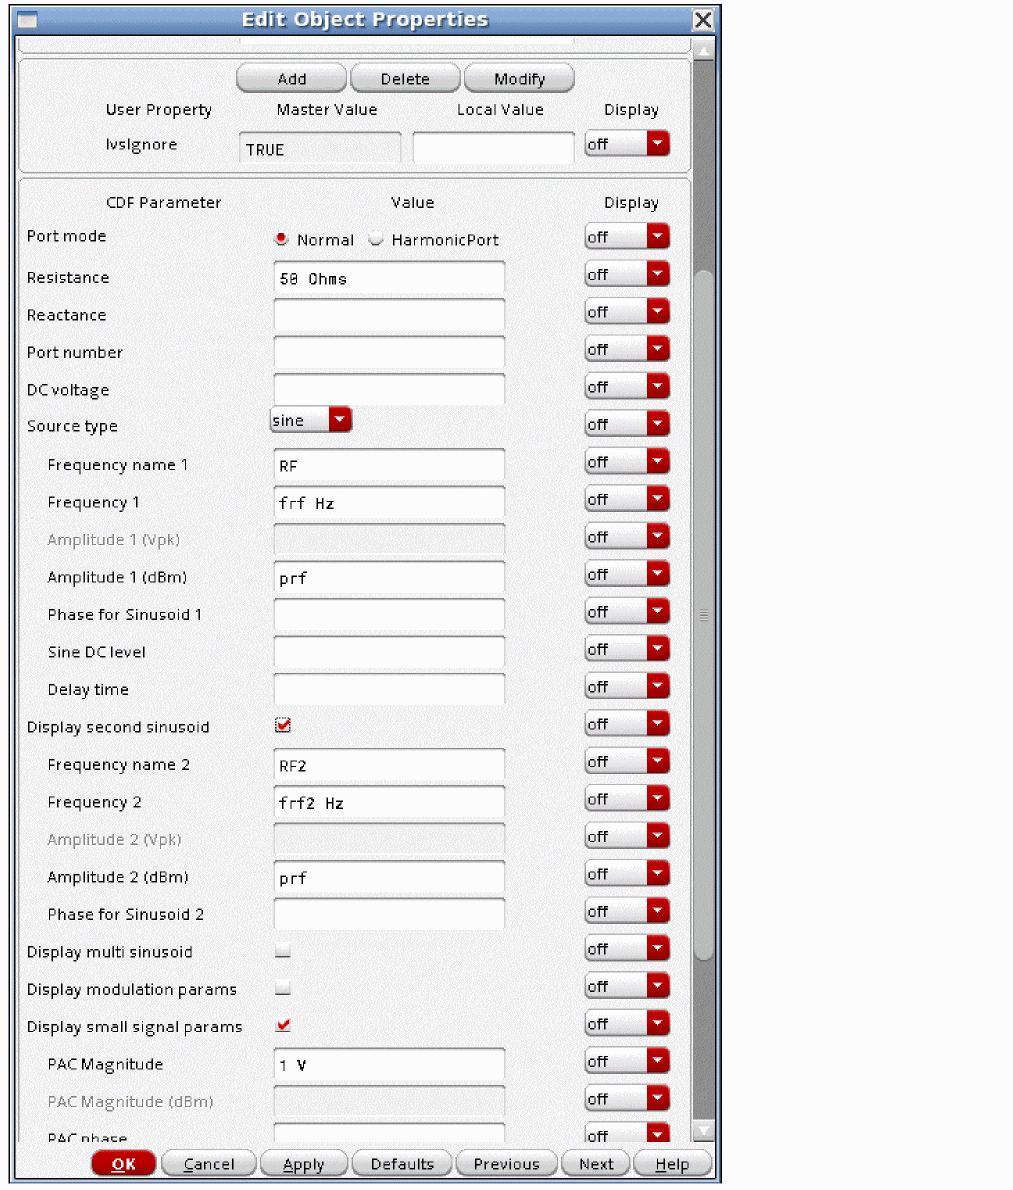 Edit Object Properties
Add Delete Modify
User Property Master Value Local Value Display
lvsIgnore TRUE off
CDF Parameter Value Display
Port mode Normal HarmonicPort off
Resistance 50 Ohms off
Reactance off
Port number off
DC voltage off
Source type sine off
Frequency name 1 RF off
Frequency 1 frf Hz off
Amplitude 1 (Vpk) off
Amplitude 1 (dBm) prf off
Phase for Sinusoid 1 off
Sine DC level off
Delay time off
Display second sinusoid off
Frequency name 2 RF2 off
Frequency 2 frf2 Hz off
Amplitude 2 (Vpk) off
Amplitude 2 (dBm) prf off
Phase for Sinusoid 2 off
Display multi sinusoid off
Display modulation params off
Display small signal params off
PAC Magnitude 1 V off
PAC Magnitude (dBm) off
PAC phase off
OK Cancel Apply Defaults Previous Next Help